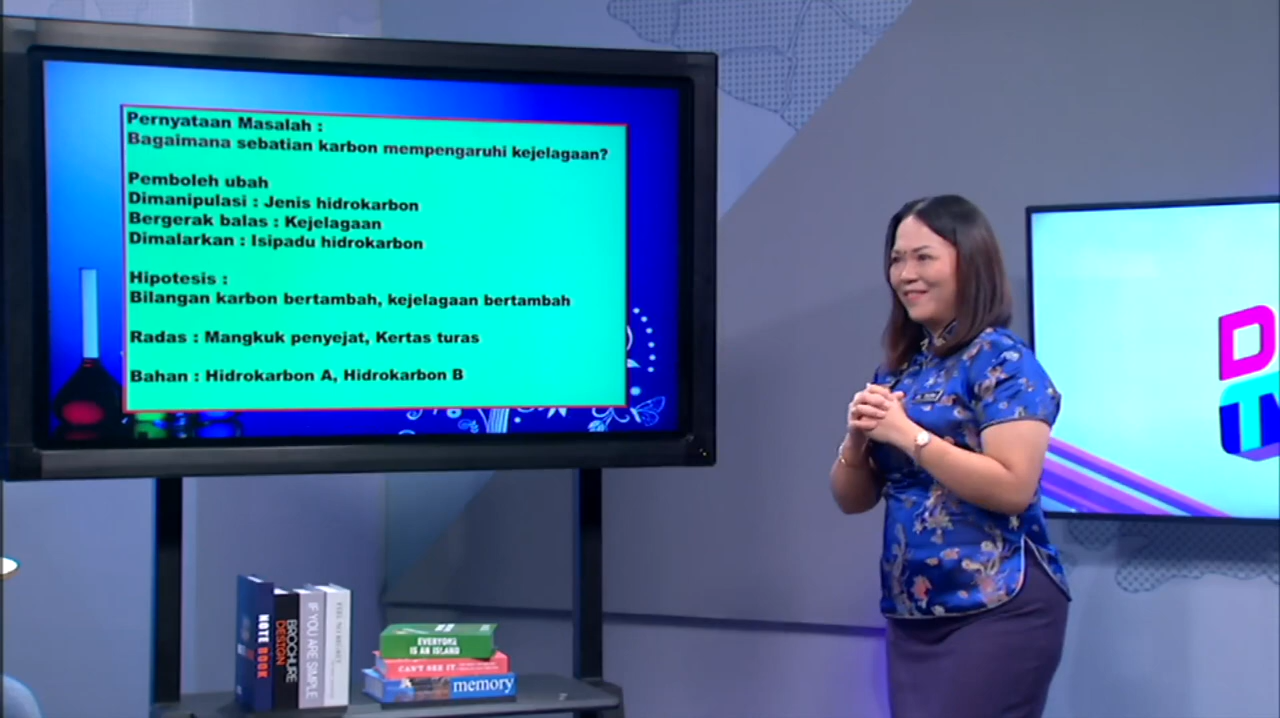 Pernyataan Masalah :
Bagaimana sebatian karbon mempengaruhi kejelagaan?
Pemboleh ubah
Dimanipulasi : Jenis hidrokarbon
Bergerak balas : Kejelagaan
Dimalarkan : Isipadu hidrokarbon
Hipotesis :
Bilangan karbon bertambah, kejelagaan bertambah
Radas : Mangkuk penyejat, Kertas turas
Bahan : Hidrokarbon A, Hidrokarbon B
NOTE BOOK
BROCHURE
DESIGN
IF YOU ARE SIMPLE
EVERYONE
IS AN ISLAND
CAN'T SEE IT
memory
D
T